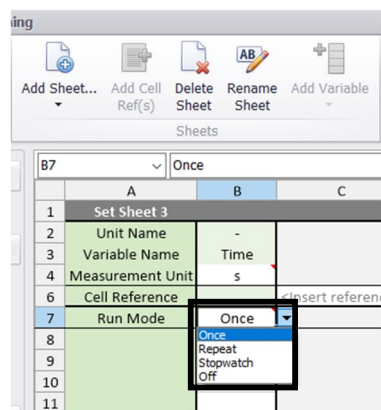 ing
Add Sheet... Add Cell Ref(s) Delete Sheet Rename Sheet Add Variable
Sheets
B7 Once
A B C
1 Set Sheet 3
2 Unit Name -
3 Variable Name Time
4 Measurement Unit s
6 Cell Reference <Insert referenc
7 Run Mode Once
Once
8 Repeat
9 Stopwatch
Off
10
11